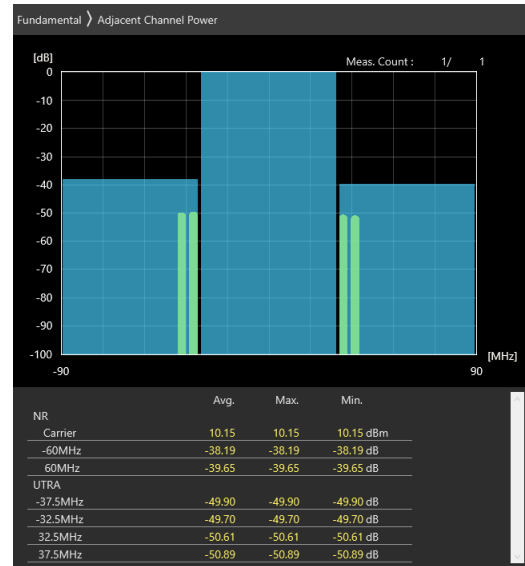 Fundamental 〉 Adjacent Channel Power
[dB]
Meas. Count : 1/ 1
0
-10
-20
-30
-40
-50
-60
-70
-80
-90
-100
[MHz]
-90 90
Avg. Max. Min.
NR
Carrier 10.15 10.15 10.15 dBm
-60MHz -38.19 -38.19 -38.19 dB
60MHz -39.65 -39.65 -39.65 dB
UTRA
-37.5MHz -49.90 -49.90 -49.90 dB
-32.5MHz -49.70 -49.70 -49.70 dB
32.5MHz -50.61 -50.61 -50.61 dB
37.5MHz -50.89 -50.89 -50.89 dB